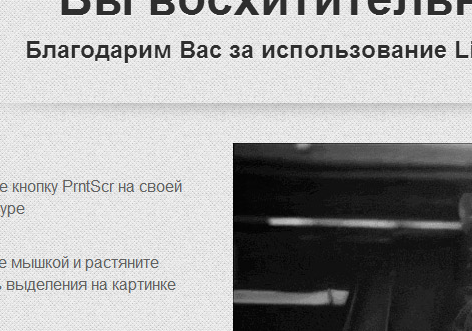 Вы восхитительн
Благодарим Вас за использование Li
е кнопку PrntScr на своей
уре
е мышкой и растяните
ь выделения на картинке